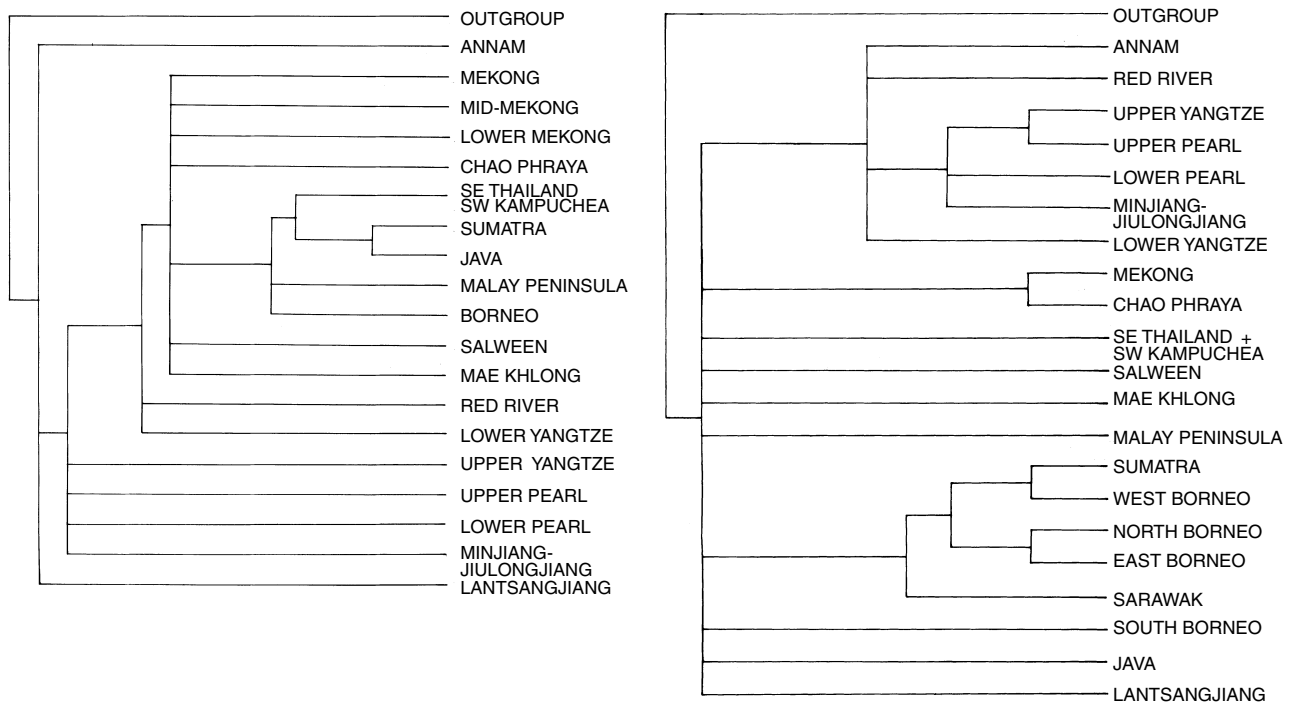 OUTGROUP
ANNAM
MEKONG
MID-MEKONG
LOWER MEKONG
CHAO PHRAYA
SE THAILAND
SW KAMPUCHEA
SUMATRA
JAVA
MALAY PENINSULA
BORNEO
SALWEEN
MAE KHLONG
RED RIVER
LOWER YANGTZE
UPPER YANGTZE
UPPER PEARL
LOWER PEARL
MINJIANG-
JIULONGJIANG
LANTSANGJIANG
OUTGROUP
ANNAM
RED RIVER
UPPER YANGTZE
UPPER PEARL
LOWER PEARL
MINJIANG-
JIULONGJIANG
LOWER YANGTZE
MEKONG
CHAO PHRAYA
SE THAILAND +
SW KAMPUCHEA
SALWEEN
MAE KHLONG
MALAY PENINSULA
SUMATRA
WEST BORNEO
NORTH BORNEO
EAST BORNEO
SARAWAK
SOUTH BORNEO
JAVA
LANTSANGJIANG